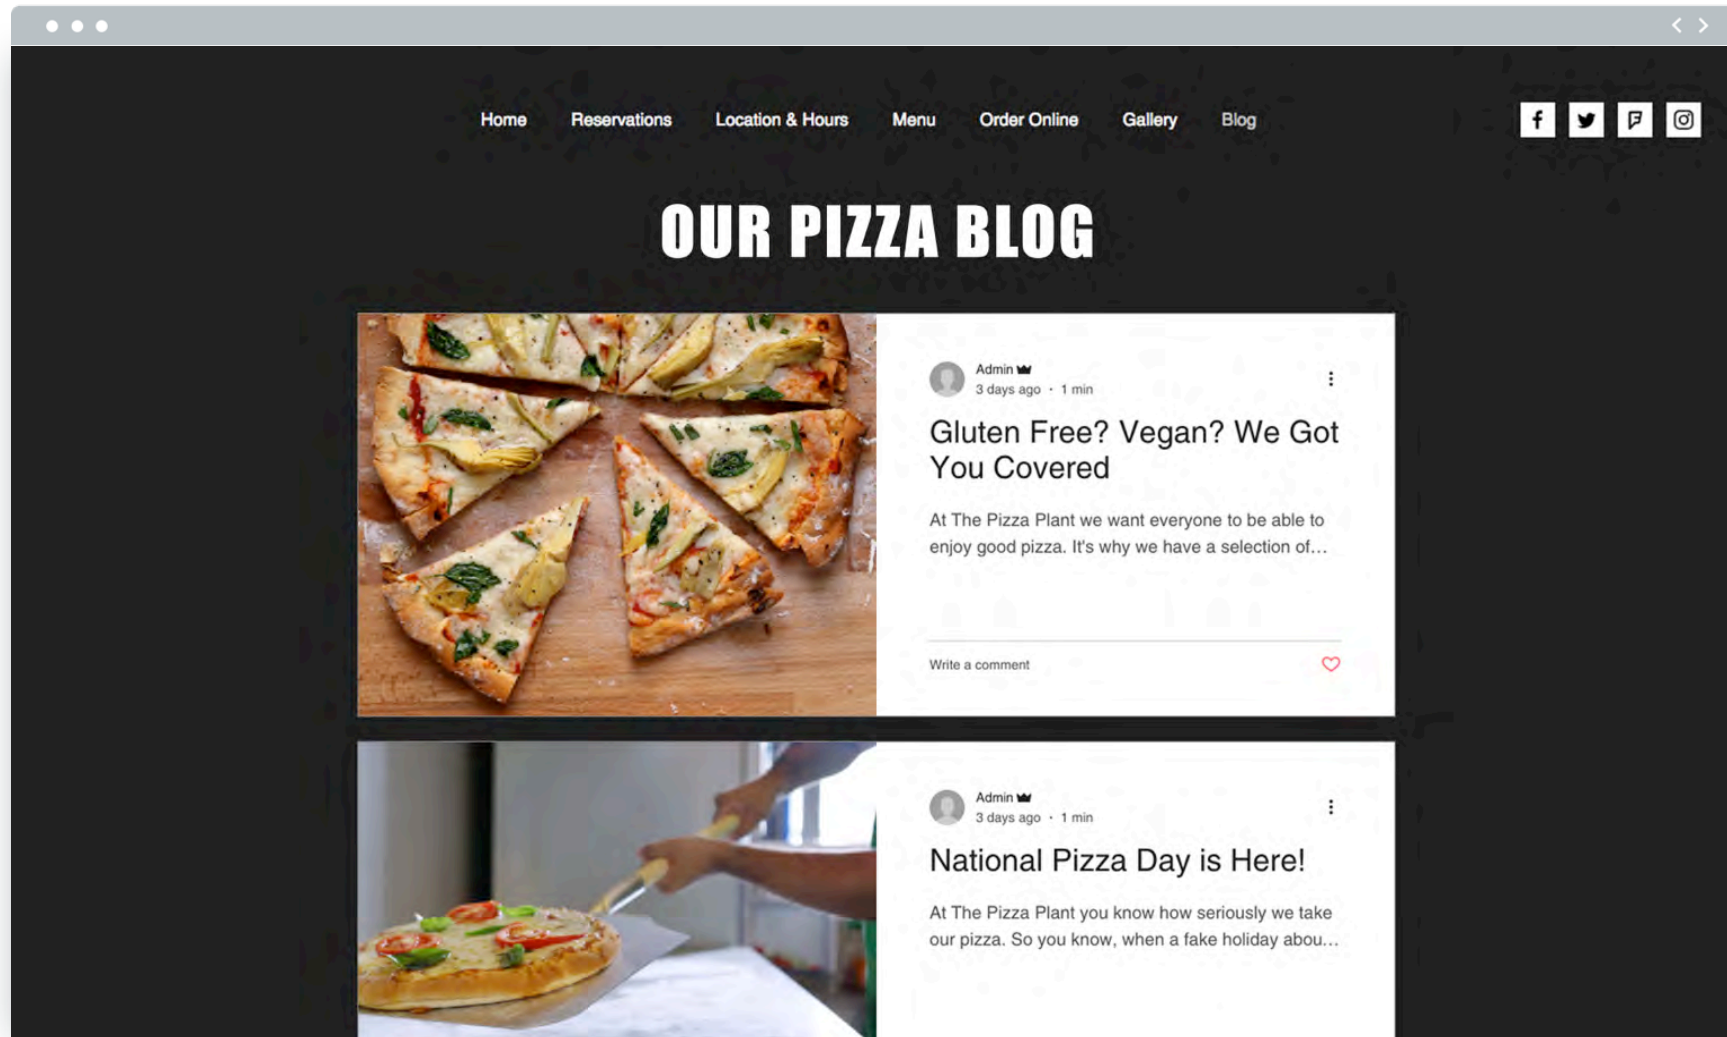 Home Reservations Location & Hours Menu Order Online Gallery Blog
OUR PIZZA BLOG
Admin
3 days ago · 1 min
Gluten Free? Vegan? We Got
You Covered
At The Pizza Plant we want everyone to be able to
enjoy good pizza. It's why we have a selection of...
Write a comment
Admin
3 days ago · 1 min
National Pizza Day is Here!
At The Pizza Plant you know how seriously we take
our pizza. So you know, when a fake holiday abou...